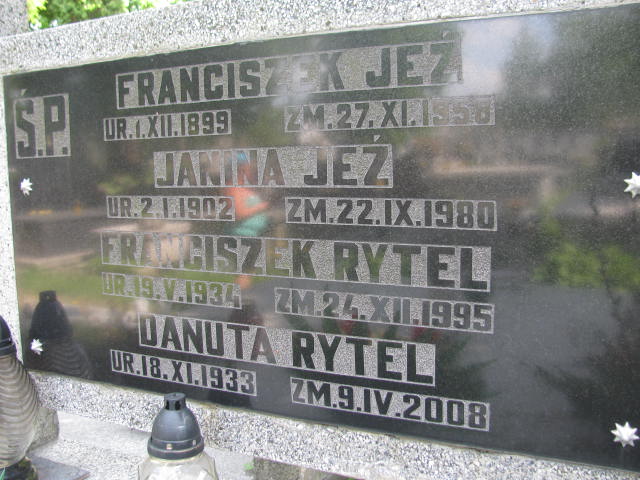 Ś.P.
FRANCISZEK JEŻ
UR.1.XII.1899 ZM.27.XI.1958
JANINA JEŻ
UR.2.I.1902 ZM.22.IX.1980
FRANCISZEK RYTEL
UR.19.V.1934 ZM.24.XII.1995
DANUTA RYTEL
UR.18.XI.1933 ZM.9.IV.2008